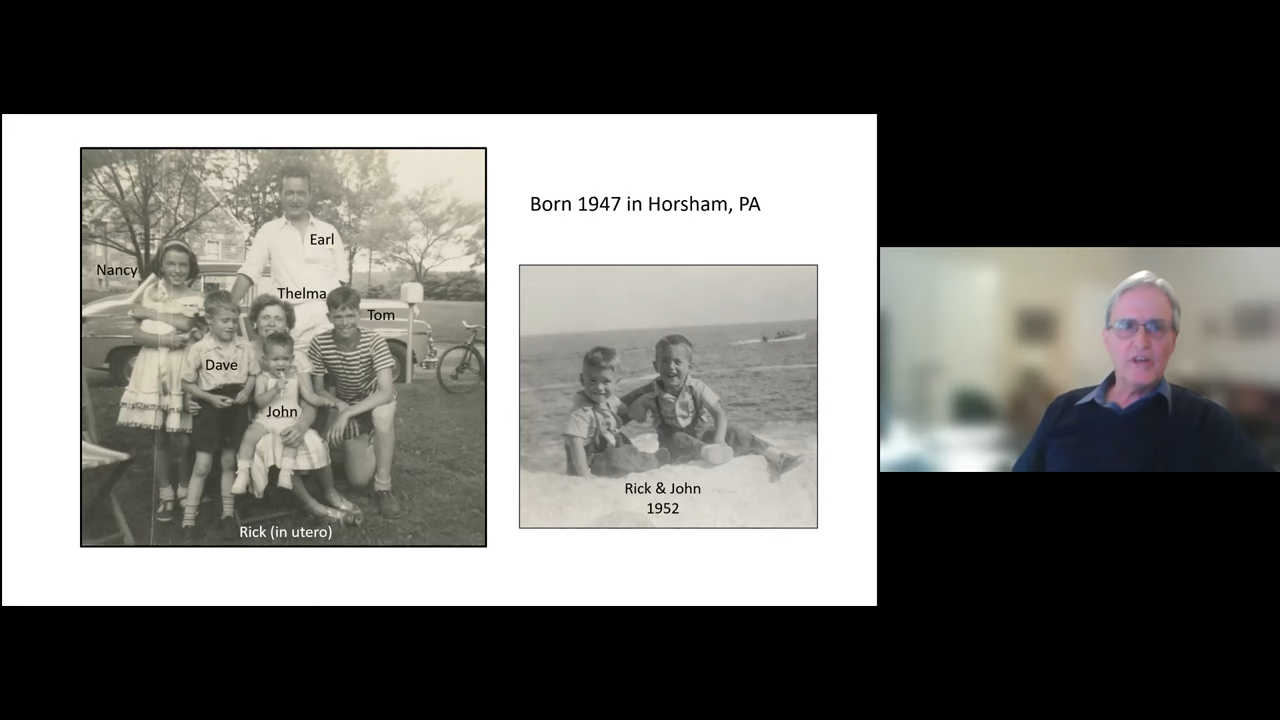 Born 1947 in Horsham, PA
Earl
Nancy
Thelma
Tom
Dave
John
Rick (in utero)
Rick & John
1952